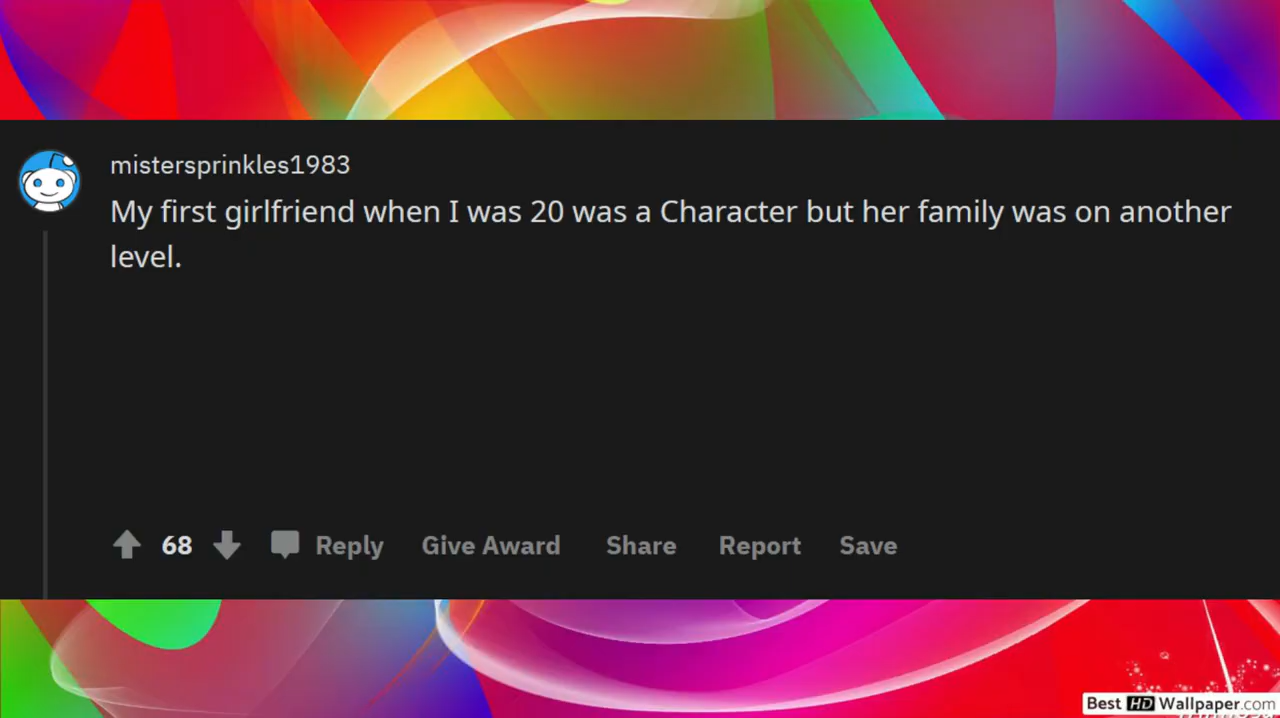 mistersprinkles1983
My first girlfriend when I was 20 was a Character but her family was on another
level.
68 Reply Give Award Share Report Save
Best HD Wallpaper.com